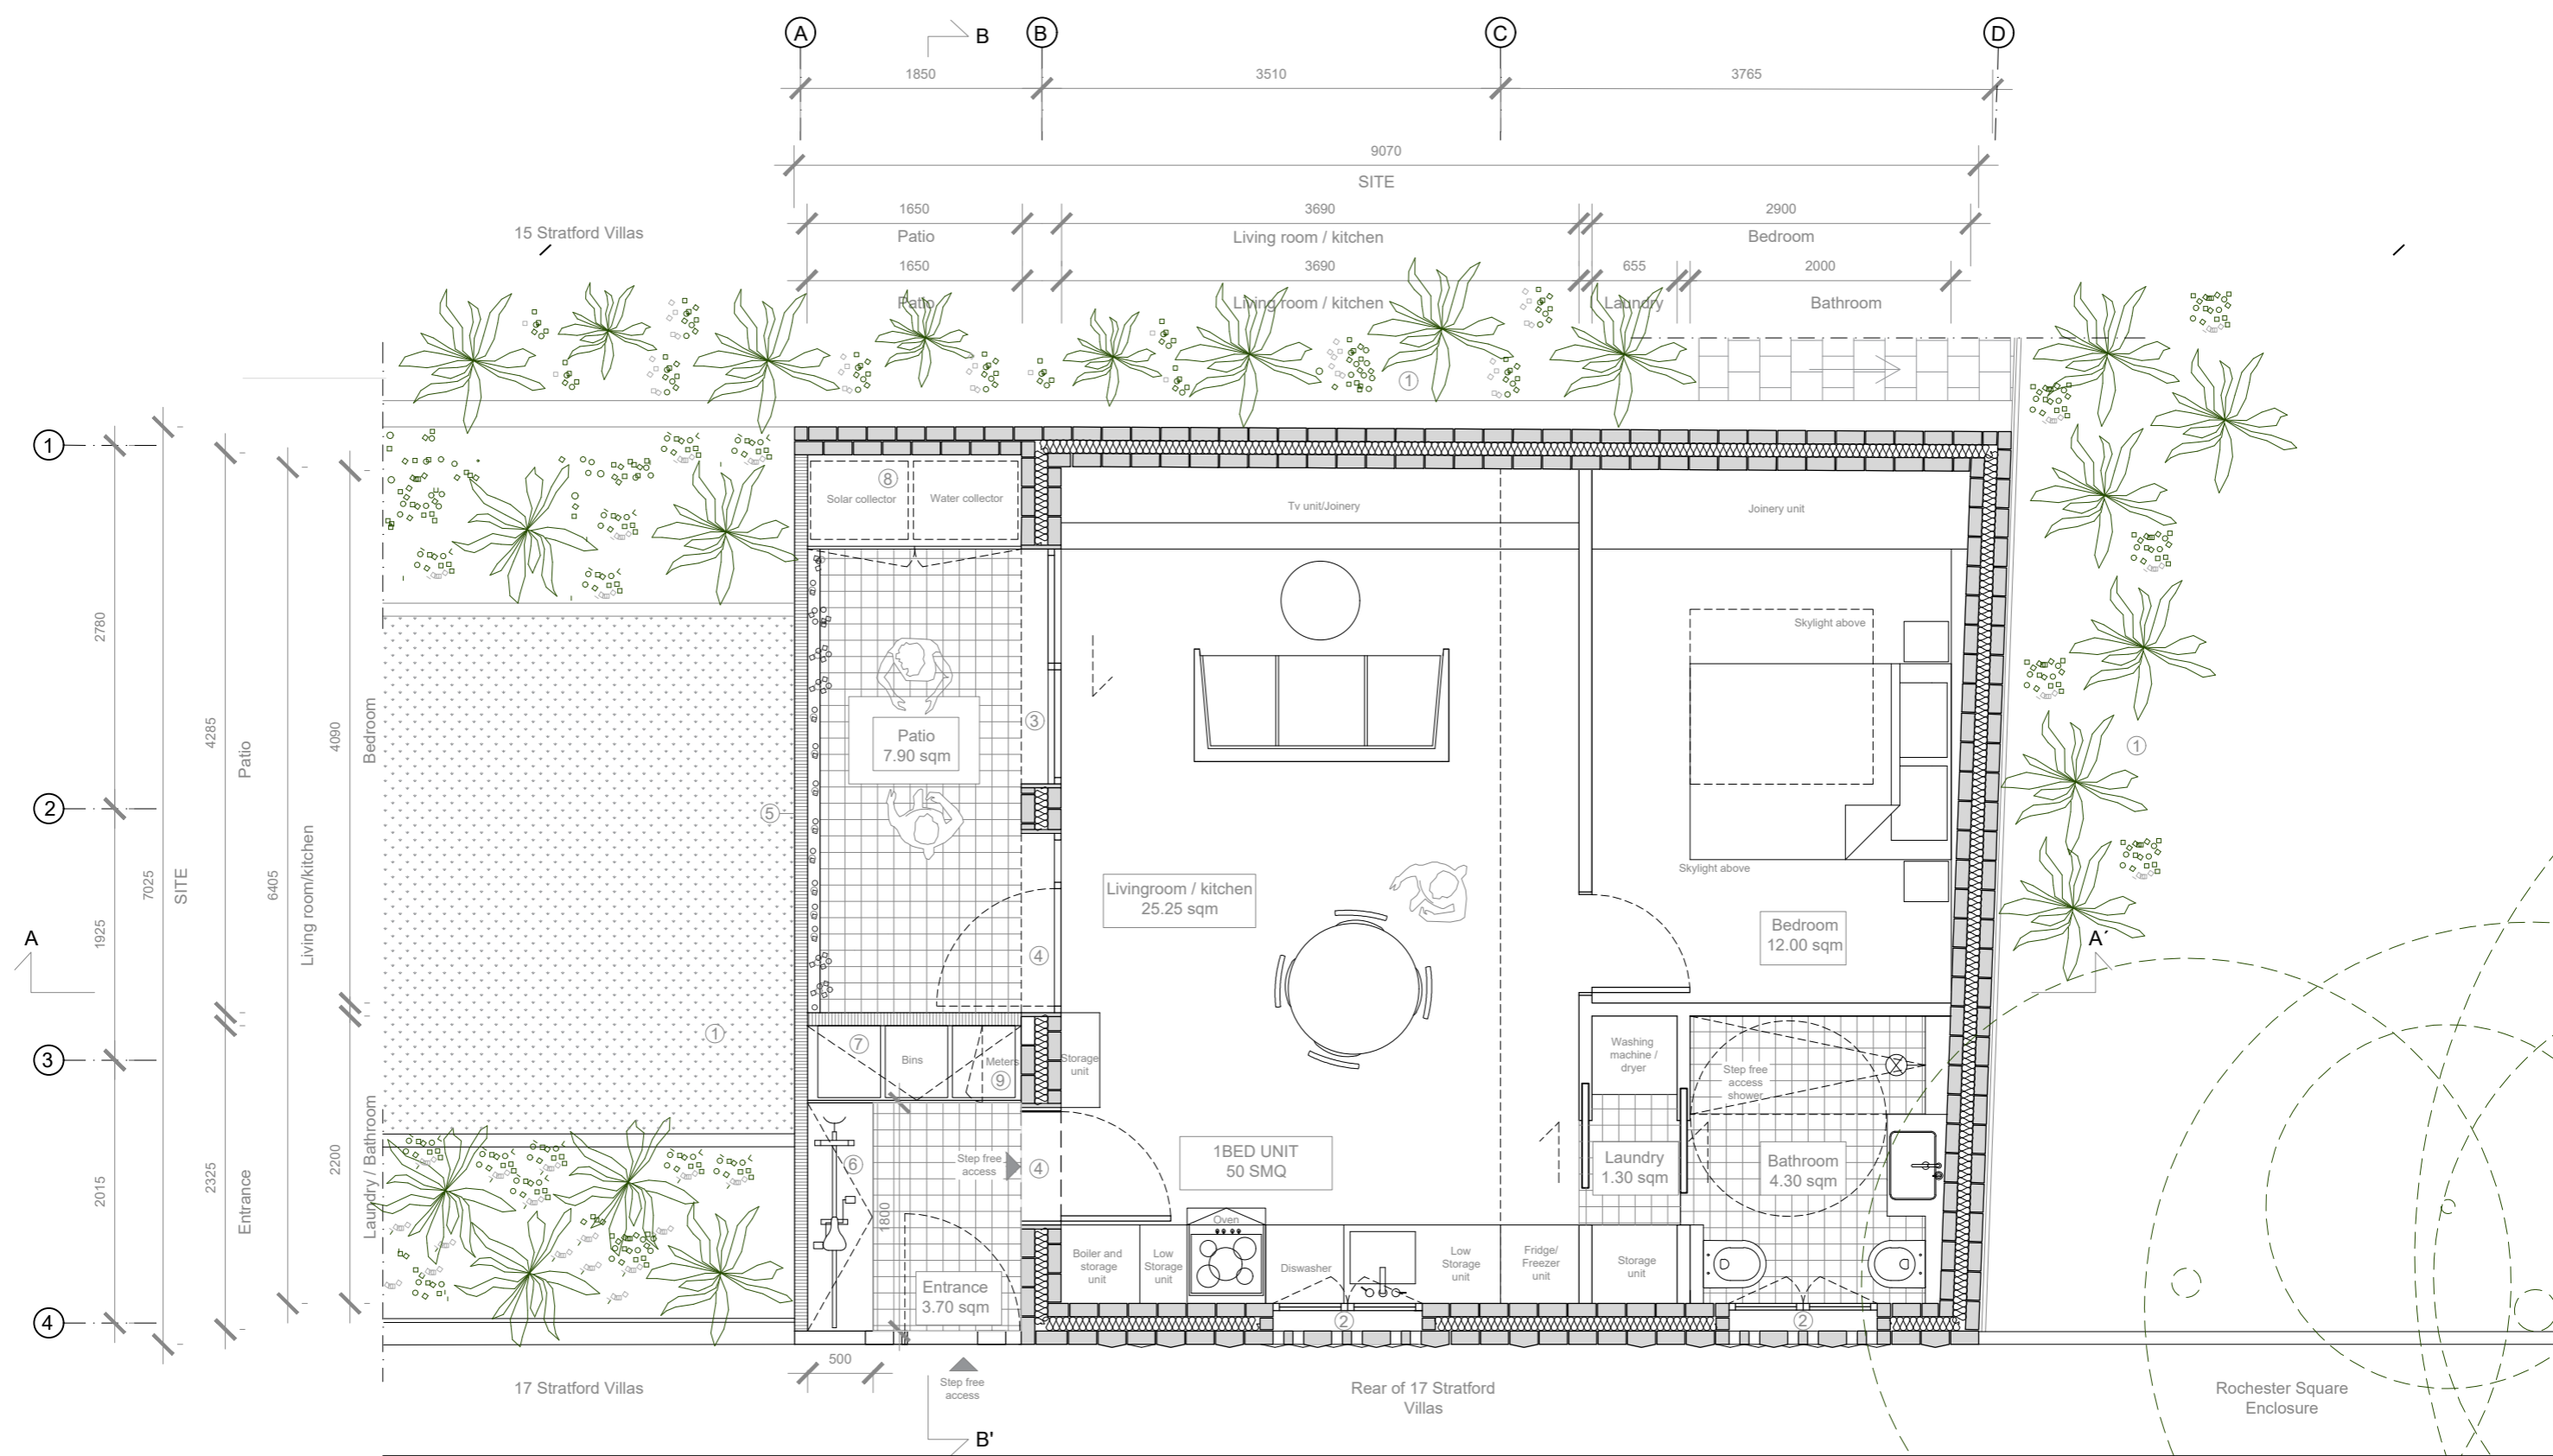 A
B
B
C
D
1850
3510
3765
9070
SITE
1650
3690
2900
15 Stratford Villas
Patio
Living room / kitchen
Bedroom
1650
3690
655
2000
Patio
Living room / kitchen
Laundry
Bathroom
1
1
8
Solar collector
Water collector
Tv unit/Joinery
Joinery unit
2780
Skylight above
4285
Patio
4090
Bedroom
3
Patio
7.90 sqm
1
2
5
7025
SITE
6405
Living room/kitchen
Skylight above
Livingroom / kitchen
25.25 sqm
1925
Bedroom
12.00 sqm
A
A´
4
1
3
7
Bins
Meters
9
Storage
unit
Washing
machine /
dryer
Step free
access
shower
2015
2325
Entrance
2200
Laundry / Bathroom
6
Step free
access
4
1BED UNIT
50 SMQ
Laundry
1.30 sqm
Bathroom
4.30 sqm
1800
Oven
Boiler and
storage
unit
Low
Storage
unit
Diswasher
Low
Storage
unit
Fridge/
Freezer
unit
Storage
unit
Entrance
3.70 sqm
4
2
2
500
Step free
access
17 Stratford Villas
Rear of 17 Stratford
Villas
Rochester Square
Enclosure
B'